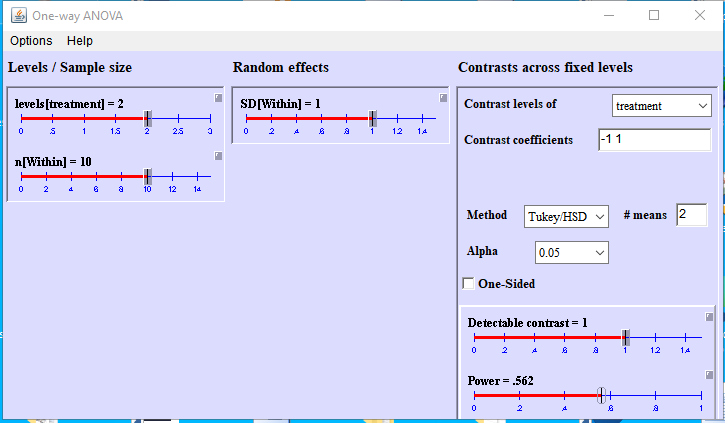 One-way ANOVA
Options Help
Levels / Sample size
levels[treatment] = 2
0 .5 1 1.5 2 2.5 3
n[Within] = 10
0 2 4 6 8 10 12 14
Random effects
SD[Within] = 1
0 .2 .4 .6 .8 1 1.2 1.4
Contrasts across fixed levels
Contrast levels of treatment
Contrast coefficients -1 1
Method Tukey/HSD # means 2
Alpha 0.05
One-Sided
Detectable contrast = 1
0 .2 .4 .6 .8 1 1.2 1.4
Power = .562
0 .2 .4 .6 .8 1